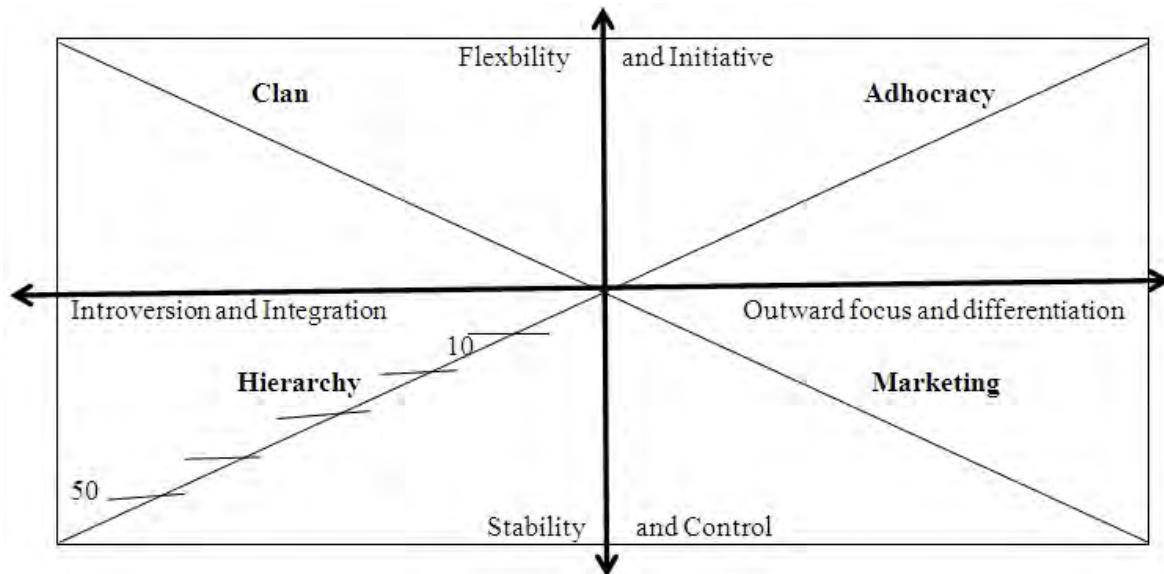 Flexbility and Initiative
Clan Adhocracy
Introversion and Integration Outward focus and differentiation
10
Hierarchy Marketing
50
Stability and Control